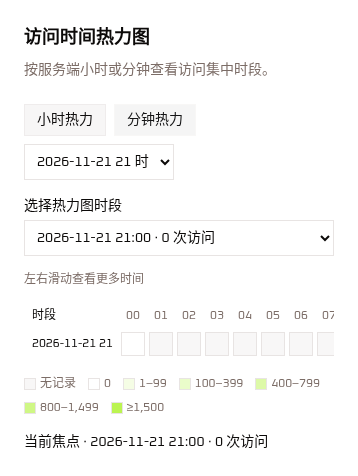 访问时间热力图
按服务端小时或分钟查看访问集中时段。
小时热力 分钟热力
2026-11-21 21 时
选择热力图时段
2026-11-21 21:00 · 0 次访问
左右滑动查看更多时间
时段 00 01 02 03 04 05 06 07
2026-11-21 21
无记录 0 1–99 100–399 400–799
800–1,499 ≥1,500
当前焦点 · 2026-11-21 21:00 · 0 次访问